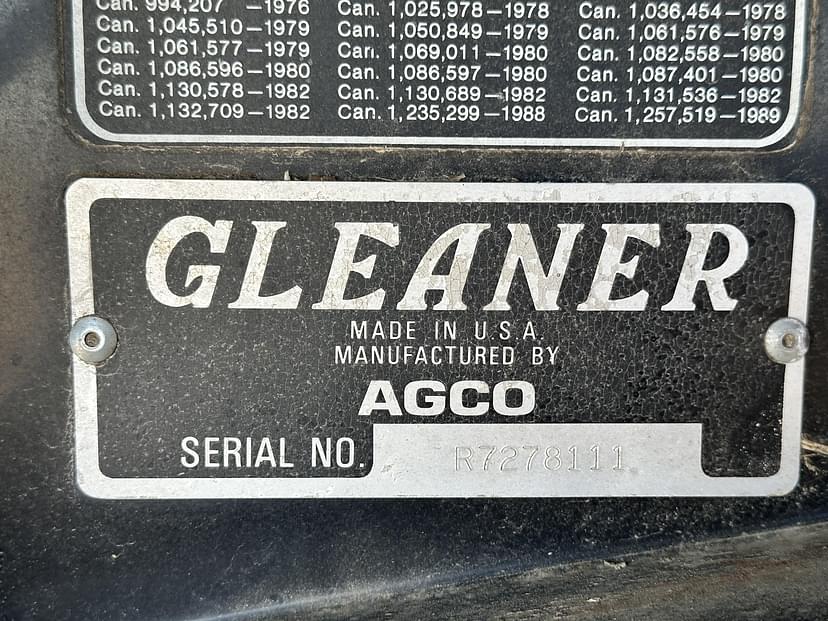 Can. 994,207 —1976 Can. 1,025,978—1978 Can. 1,036,454—1978
Can. 1,045,510—1979 Can. 1,050,849—1979 Can. 1,061,576—1979
Can. 1,061,577—1979 Can. 1,069,011—1980 Can. 1,082,558—1980
Can. 1,086,596—1980 Can. 1,086,597—1980 Can. 1,087,401—1980
Can. 1,130,578—1982 Can. 1,130,689—1982 Can. 1,131,536—1982
Can. 1,132,709—1982 Can. 1,235,299—1988 Can. 1,257,519—1989
GLEANER
MADE IN U.S.A.
MANUFACTURED BY
AGCO
SERIAL NO. R7278111